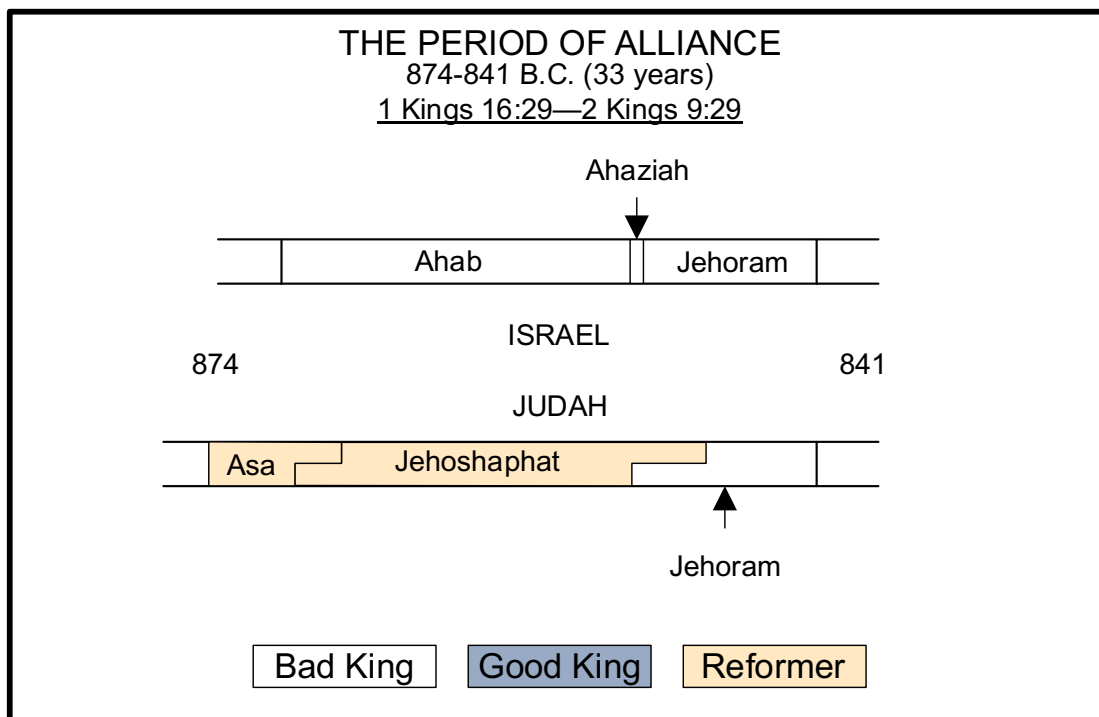 THE PERIOD OF ALLIANCE
874-841 B.C. (33 years)
1 Kings 16:29—2 Kings 9:29
Ahaziah
Ahab Jehoram
ISRAEL
874 841
JUDAH
Asa Jehoshaphat
Jehoram
Bad King Good King Reformer